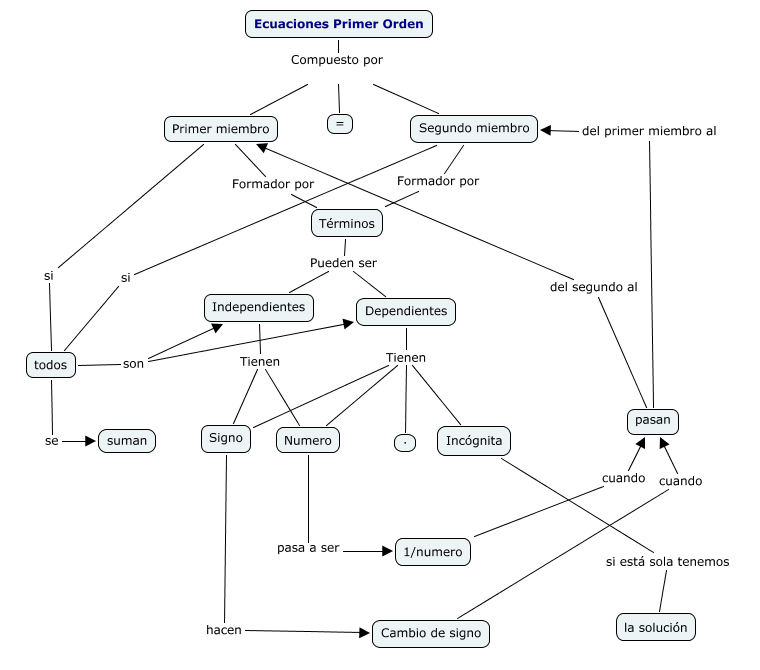 Ecuaciones Primer Orden
Compuesto por
Primer miembro
=
Segundo miembro
del primer miembro al
Formador por
Formador por
Términos
Pueden ser
si
si
del segundo al
Independientes
Dependientes
todos
son
Tienen
Tienen
se
suman
Signo
Numero
.
Incógnita
pasan
cuando
cuando
pasa a ser
1/numero
si está sola tenemos
hacen
Cambio de signo
la solución